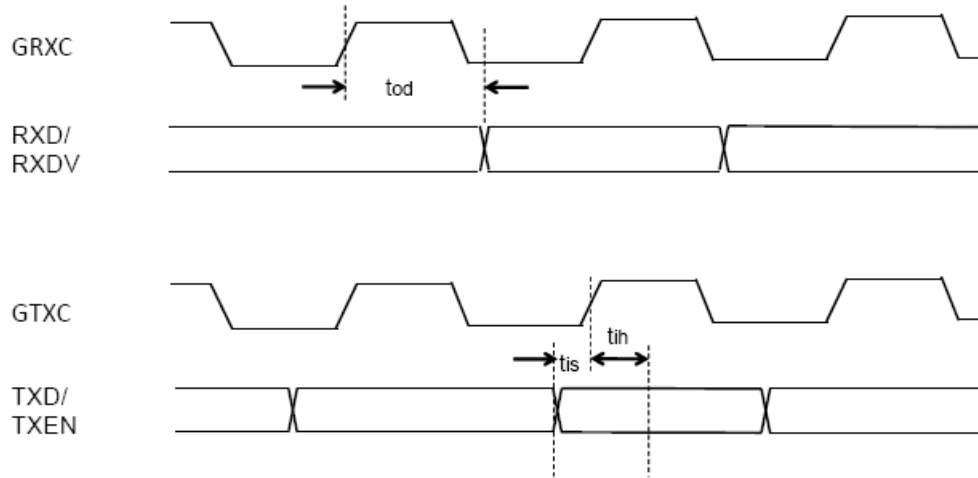 GRXC
tod
RXD/
RXDV
GTXC
tis
tih
TXD/
TXEN